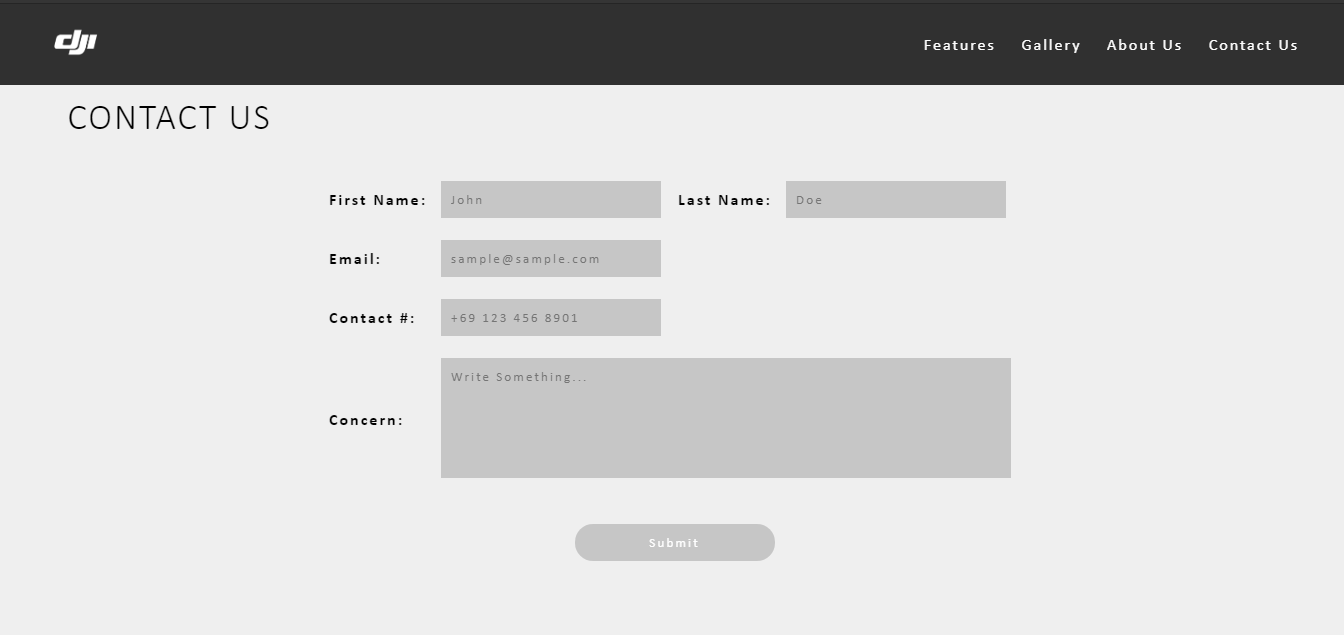 dji
Features Gallery About Us Contact Us
CONTACT US
First Name: John Last Name: Doe
Email: sample@sample.com
Contact #: +69 123 456 8901
Write Something...
Concern:
Submit